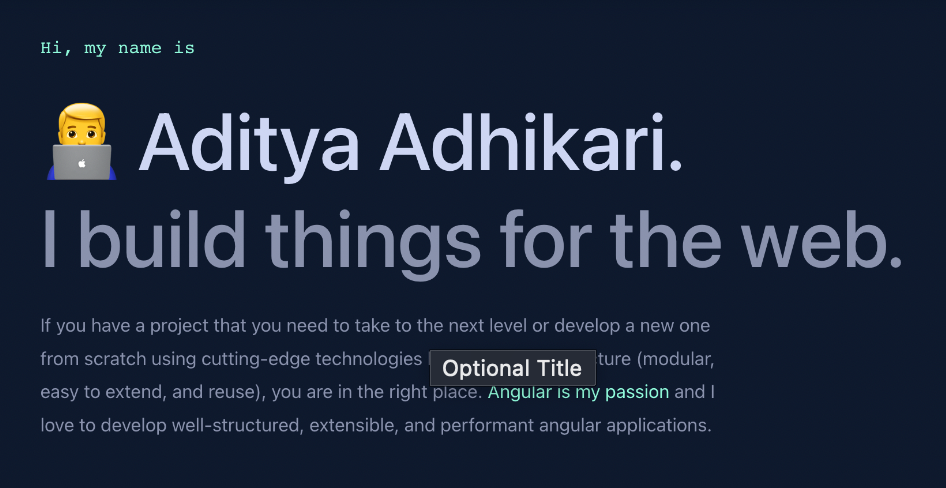 Hi, my name is
Aditya Adhikari.
I build things for the web.
If you have a project that you need to take to the next level or develop a new one
from scratch using cutting-edge technologies ture (modular,
Optional Title
easy to extend, and reuse), you are in the right place. Angular is my passion and I
love to develop well-structured, extensible, and performant angular applications.